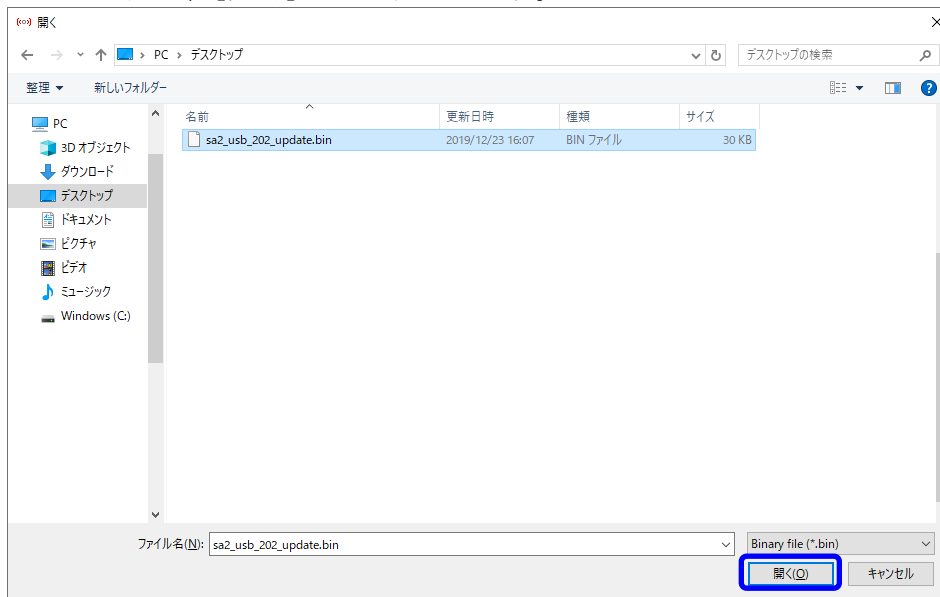 開く
PC › デスクトップ
デスクトップの検索
整理
新しいフォルダー
?
名前
更新日時
種類
サイズ
sa2_usb_202_update.bin
2019/12/23 16:07
BIN ファイル
30 KB
PC
3D オブジェクト
ダウンロード
デスクトップ
ドキュメント
ピクチャ
ビデオ
ミュージック
Windows (C:)
ファイル名(N):
sa2_usb_202_update.bin
Binary file (*.bin)
開く(O)
キャンセル